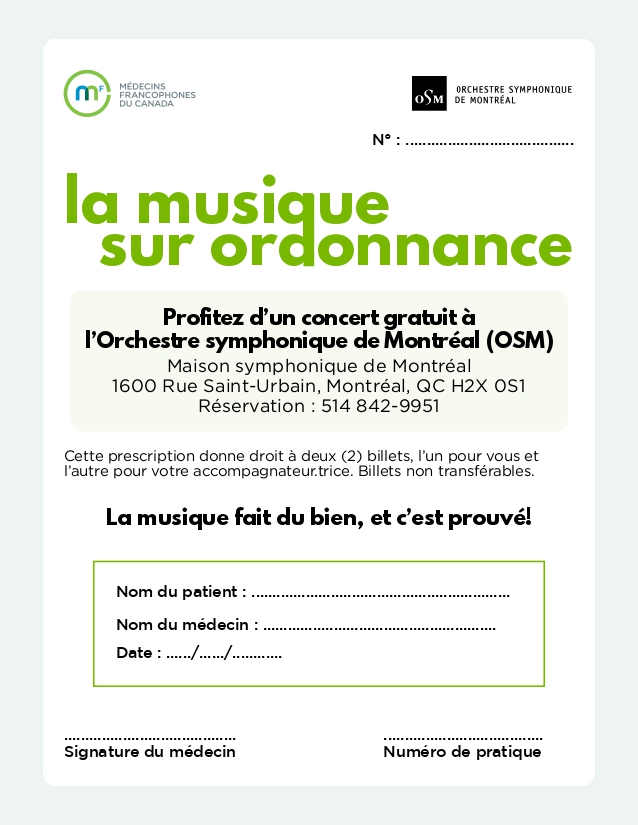 mF
MÉDECINS
FRANCOPHONES
DU CANADA
OSM
ORCHESTRE SYMPHONIQUE
DE MONTRÉAL
N° : .......................................
la musique
sur ordonnance
Profitez d'un concert gratuit à
l'Orchestre symphonique de Montréal (OSM)
Maison symphonique de Montréal
1600 Rue Saint-Urbain, Montréal, QC H2X 0S1
Réservation : 514 842-9951
Cette prescription donne droit à deux (2) billets, l'un pour vous et
l'autre pour votre accompagnateur.trice. Billets non transférables.
La musique fait du bien, et c'est prouvé!
Nom du patient : ............................................................
Nom du médecin : ......................................................
Date : ....../....../............
......................................... ......................................
Signature du médecin Numéro de pratique